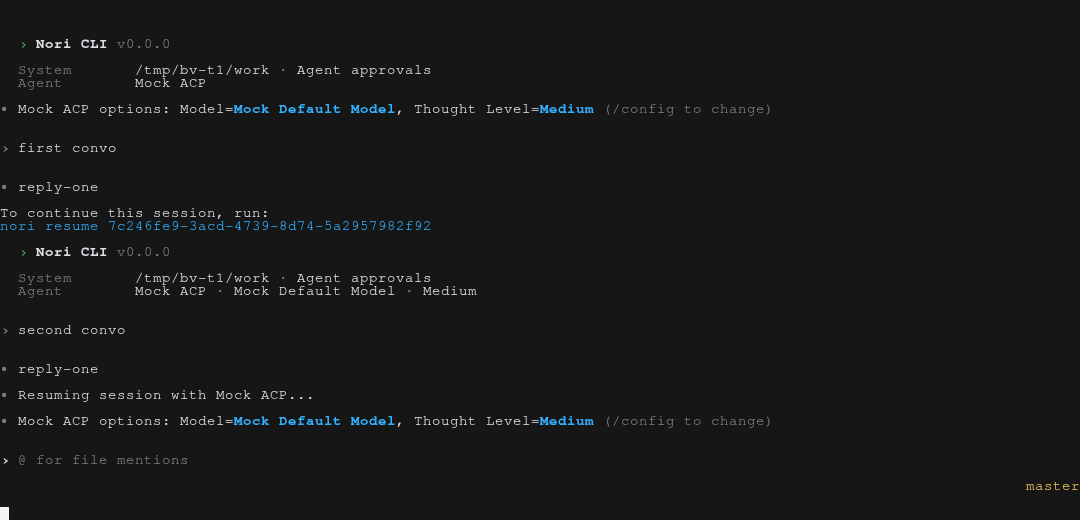 › Nori CLI v0.0.0
System /tmp/bv-t1/work · Agent approvals
Agent Mock ACP
• Mock ACP options: Model=Mock Default Model, Thought Level=Medium (/config to change)
› first convo
• reply-one
To continue this session, run:
nori resume 7c246fe9-3acd-4739-8d74-5a2957982f92
› Nori CLI v0.0.0
System /tmp/bv-t1/work · Agent approvals
Agent Mock ACP · Mock Default Model · Medium
› second convo
• reply-one
• Resuming session with Mock ACP...
• Mock ACP options: Model=Mock Default Model, Thought Level=Medium (/config to change)
› @ for file mentions
master